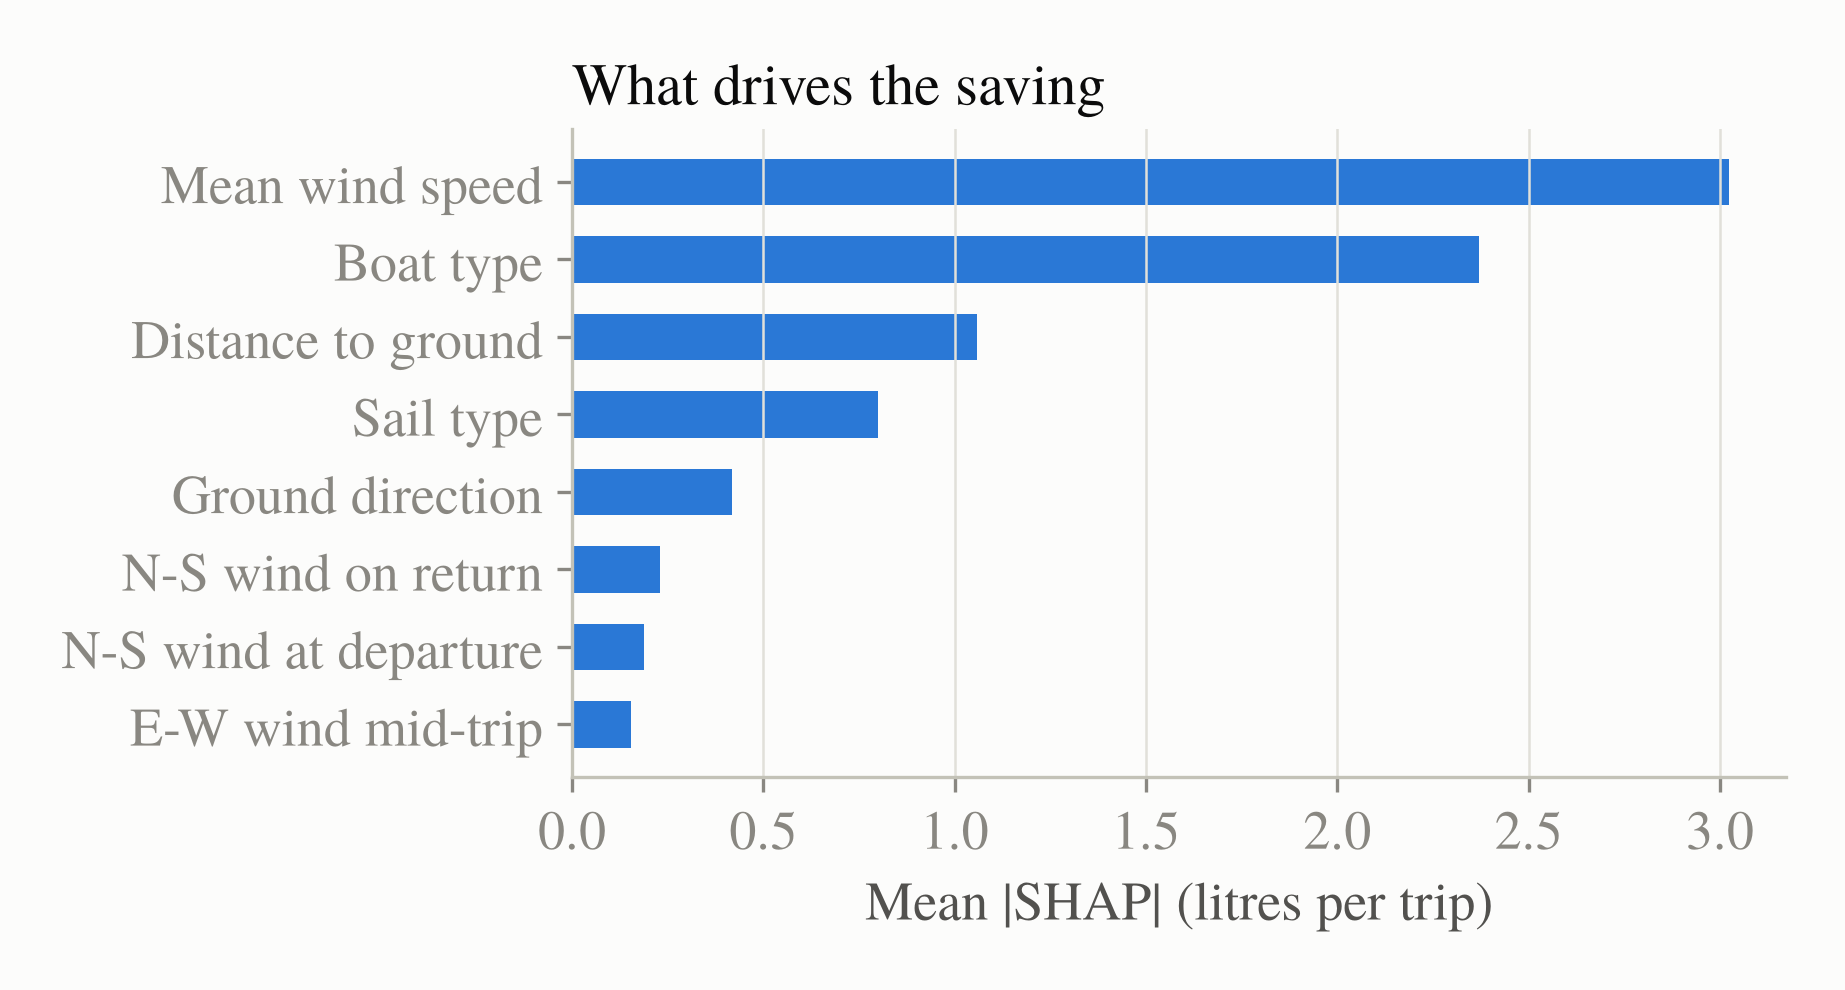 What drives the saving
Mean wind speed
Boat type
Distance to ground
Sail type
Ground direction
N-S wind on return
N-S wind at departure
E-W wind mid-trip
0.0 0.5 1.0 1.5 2.0 2.5 3.0
Mean |SHAP| (litres per trip)